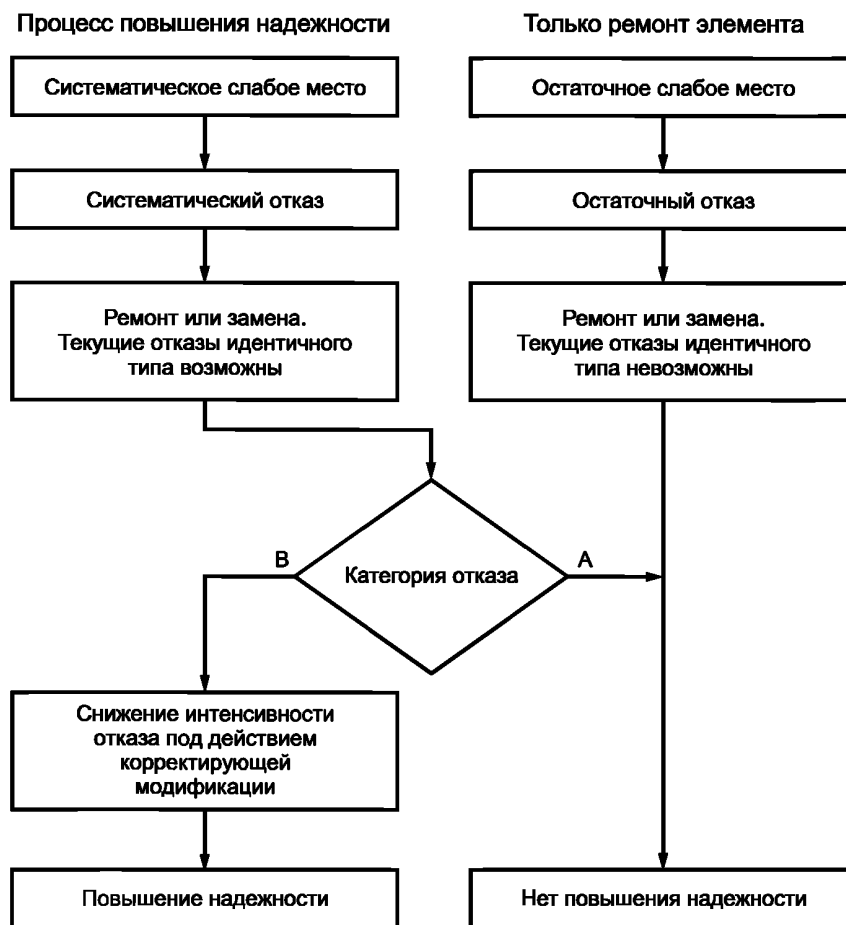 Процесс повышения надежности
Только ремонт элемента
Систематическое слабое место
Остаточное слабое место
Систематический отказ
Остаточный отказ
Ремонт или замена.
Текущие отказы идентичного
типа возможны
Ремонт или замена.
Текущие отказы идентичного
типа невозможны
В
А
Категория отказа
Снижение интенсивности
отказа под действием
корректирующей
модификации
Повышение надежности
Нет повышения надежности